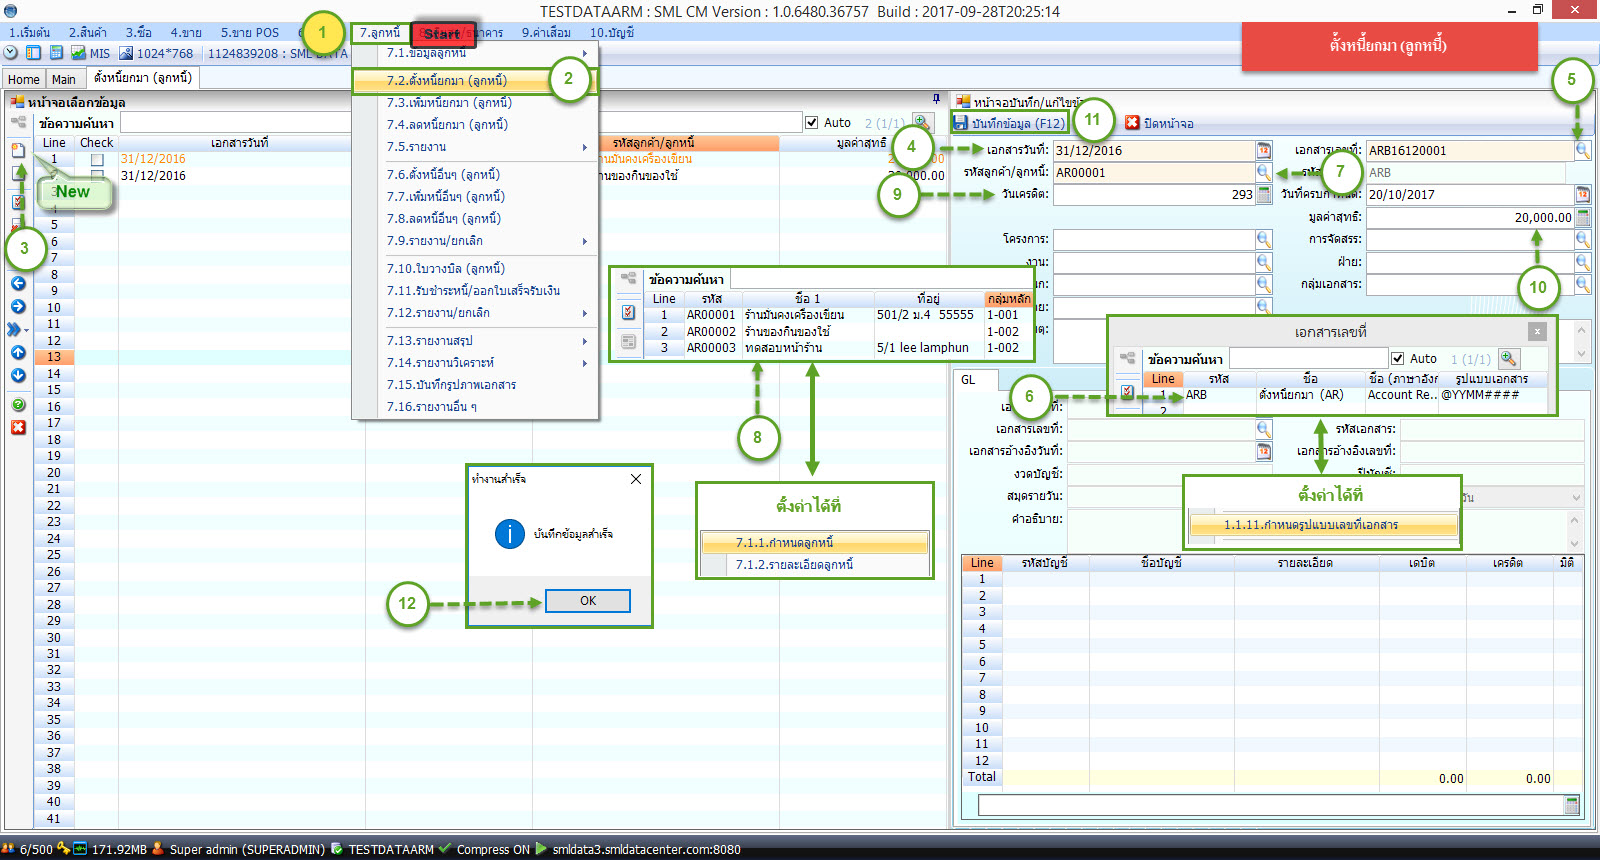 TESTDATAARM : SML CM Version : 1.0.6480.36757 Build : 2017-09-28T20:25:14
1.เริ่มต้น 2.สินค้า 3.ซื้อ 4.ขาย 5.ขาย POS 1 7.ลูกหนี้ Start 9.ค่าเสื่อม 10.บัญชี
ตั้งหนี้ยกมา (ลูกหนี้)
MIS 1024*768 1124839208 : SML DATA
Home Main ตั้งหนี้ยกมา (ลูกหนี้)
7.1.ข้อมูลลูกหนี้
7.2.ตั้งหนี้ยกมา (ลูกหนี้) 2
7.3.เพิ่มหนี้ยกมา (ลูกหนี้)
7.4.ลดหนี้ยกมา (ลูกหนี้)
7.5.รายงาน
7.6.ตั้งหนี้อื่นๆ (ลูกหนี้)
7.7.เพิ่มหนี้อื่นๆ (ลูกหนี้)
7.8.ลดหนี้อื่นๆ (ลูกหนี้)
7.9.รายงาน/ยกเลิก
7.10.ใบวางบิล (ลูกหนี้)
7.11.รับชำระหนี้/ออกใบเสร็จรับเงิน
7.12.รายงาน/ยกเลิก
7.13.รายงานสรุป
7.14.รายงานวิเคราะห์
7.15.บันทึกรูปภาพเอกสาร
7.16.รายงานอื่น ๆ
หน้าจอเลือกข้อมูล
ข้อความค้นหา Auto 2 (1/1)
Line Check เอกสารวันที่ รหัสลูกค้า/ลูกหนี้ มูลค่าสุทธิ
1 31/12/2016 านมันคงเครื่องเขียน
31/12/2016 านของกินของใช้
New
3
5
6
8
9
10
11
12
13
14
15
16
17
18
19
20
21
22
23
24
25
26
27
28
29
30
31
32
33
34
35
36
37
38
39
40
41
ข้อความค้นหา
Line รหัส ชื่อ 1 ที่อยู่ กลุ่มหลัก
1 AR00001 ร้านมันคงเครื่องเขียน 501/2 ม.4 55555 1-001
2 AR00002 ร้านของกินของใช้ 1-002
3 AR00003 ทดสอบหน้าร้าน 5/1 lee lamphun 1-002
8
ตั้งค่าได้ที่
7.1.1.กำหนดลูกหนี้
7.1.2.รายละเอียดลูกหนี้
ทำงานสำเร็จ
บันทึกข้อมูลสำเร็จ
12 OK
5
หน้าจอบันทึก/แก้ไขข้
บันทึกข้อมูล (F12) 11 ปิดหน้าจอ
4 เอกสารวันที่: 31/12/2016 เอกสารเลขที่: ARB16120001
รหัสลูกค้า/ลูกหนี้: AR00001 7 ARB
9 วันเครดิต: 293 วันที่ครบกำหนด: 20/10/2017
มูลค่าสุทธิ: 20,000.00
โครงการ: การจัดสรร:
งาน: ฝ่าย:
กลุ่มเอกสาร: 10
เอกสารเลขที่ x
ข้อความค้นหา Auto 1 (1/1)
Line รหัส ชื่อ ชื่อ (ภาษาอังก รูปแบบเอกสาร
6 1 ARB ตั้งหนี้ยกมา (AR) Account Re.. @YYMM####
2
GL
เอกสารเลขที่: รหัสเอกสาร:
เอกสารอ้างอิงวันที่: เอกสารอ้างอิงเลขที่:
งวดบัญชี: ปีบัญชี:
สมุดรายวัน:
คำอธิบาย:
ตั้งค่าได้ที่
1.1.11.กำหนดรูปแบบเลขที่เอกสาร
Line รหัสบัญชี ชื่อบัญชี รายละเอียด เดบิต เครดิต มิติ
1
2
3
4
5
6
7
8
9
10
11
12
Total 0.00 0.00
6/500 171.92MB Super admin (SUPERADMIN) TESTDATAARM Compress ON smldata3.smldatacenter.com:8080